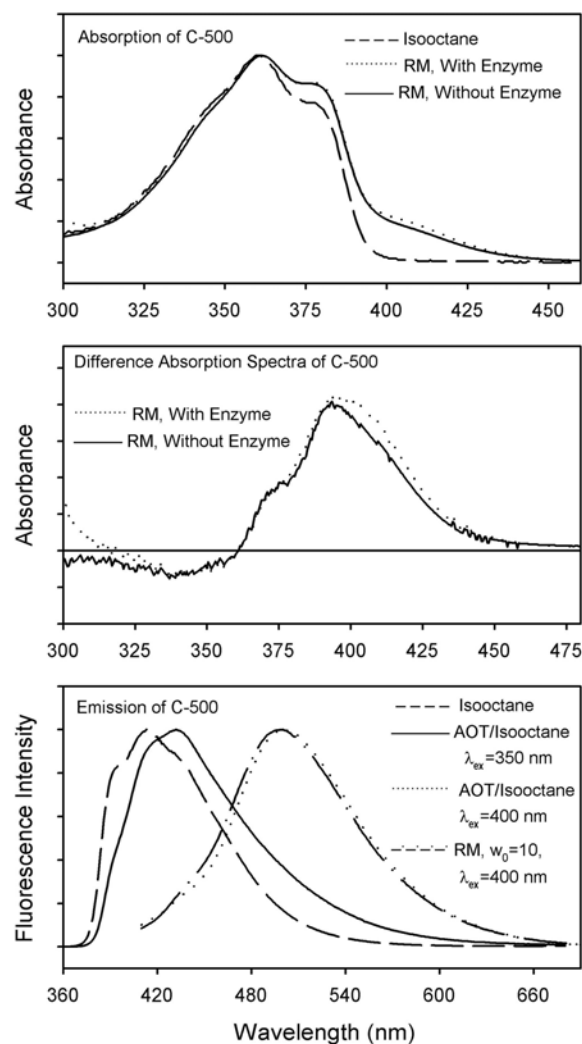 Absorption of C-500
Isooctane
RM, With Enzyme
RM, Without Enzyme
Absorbance
300 325 350 375 400 425 450
Difference Absorption Spectra of C-500
RM, With Enzyme
RM, Without Enzyme
Absorbance
300 325 350 375 400 425 450 475
Emission of C-500
Isooctane
AOT/Isooctane
λex=350 nm
AOT/Isooctane
λex=400 nm
RM, w0=10,
λex=400 nm
Fluorescence Intensity
360 420 480 540 600 660
Wavelength (nm)